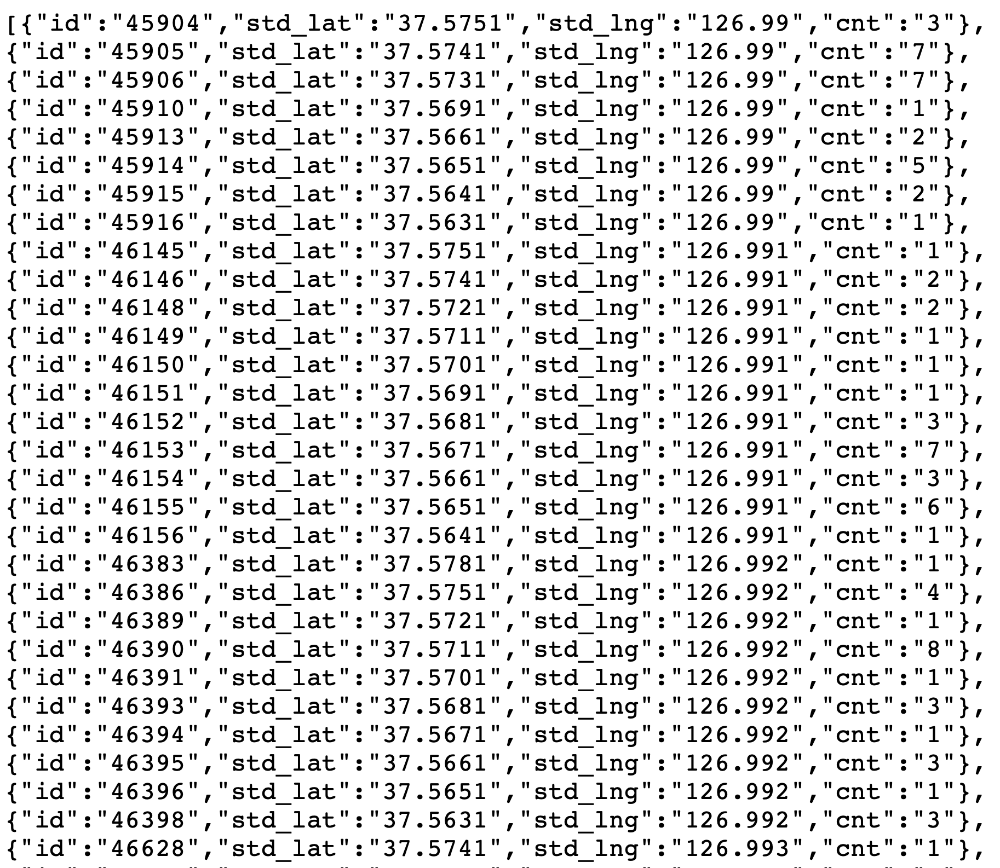 [{"id":"45904","std_lat":"37.5751","std_lng":"126.99","cnt":"3"},
{"id":"45905","std_lat":"37.5741","std_lng":"126.99","cnt":"7"},
{"id":"45906","std_lat":"37.5731","std_lng":"126.99","cnt":"7"},
{"id":"45910","std_lat":"37.5691","std_lng":"126.99","cnt":"1"},
{"id":"45913","std_lat":"37.5661","std_lng":"126.99","cnt":"2"},
{"id":"45914","std_lat":"37.5651","std_lng":"126.99","cnt":"5"},
{"id":"45915","std_lat":"37.5641","std_lng":"126.99","cnt":"2"},
{"id":"45916","std_lat":"37.5631","std_lng":"126.99","cnt":"1"},
{"id":"46145","std_lat":"37.5751","std_lng":"126.991","cnt":"1"},
{"id":"46146","std_lat":"37.5741","std_lng":"126.991","cnt":"2"},
{"id":"46148","std_lat":"37.5721","std_lng":"126.991","cnt":"2"},
{"id":"46149","std_lat":"37.5711","std_lng":"126.991","cnt":"1"},
{"id":"46150","std_lat":"37.5701","std_lng":"126.991","cnt":"1"},
{"id":"46151","std_lat":"37.5691","std_lng":"126.991","cnt":"1"},
{"id":"46152","std_lat":"37.5681","std_lng":"126.991","cnt":"3"},
{"id":"46153","std_lat":"37.5671","std_lng":"126.991","cnt":"7"},
{"id":"46154","std_lat":"37.5661","std_lng":"126.991","cnt":"3"},
{"id":"46155","std_lat":"37.5651","std_lng":"126.991","cnt":"6"},
{"id":"46156","std_lat":"37.5641","std_lng":"126.991","cnt":"1"},
{"id":"46383","std_lat":"37.5781","std_lng":"126.992","cnt":"1"},
{"id":"46386","std_lat":"37.5751","std_lng":"126.992","cnt":"4"},
{"id":"46389","std_lat":"37.5721","std_lng":"126.992","cnt":"1"},
{"id":"46390","std_lat":"37.5711","std_lng":"126.992","cnt":"8"},
{"id":"46391","std_lat":"37.5701","std_lng":"126.992","cnt":"1"},
{"id":"46393","std_lat":"37.5681","std_lng":"126.992","cnt":"3"},
{"id":"46394","std_lat":"37.5671","std_lng":"126.992","cnt":"1"},
{"id":"46395","std_lat":"37.5661","std_lng":"126.992","cnt":"3"},
{"id":"46396","std_lat":"37.5651","std_lng":"126.992","cnt":"1"},
{"id":"46398","std_lat":"37.5631","std_lng":"126.992","cnt":"3"},
{"id":"46628","std_lat":"37.5741","std_lng":"126.993","cnt":"1"},